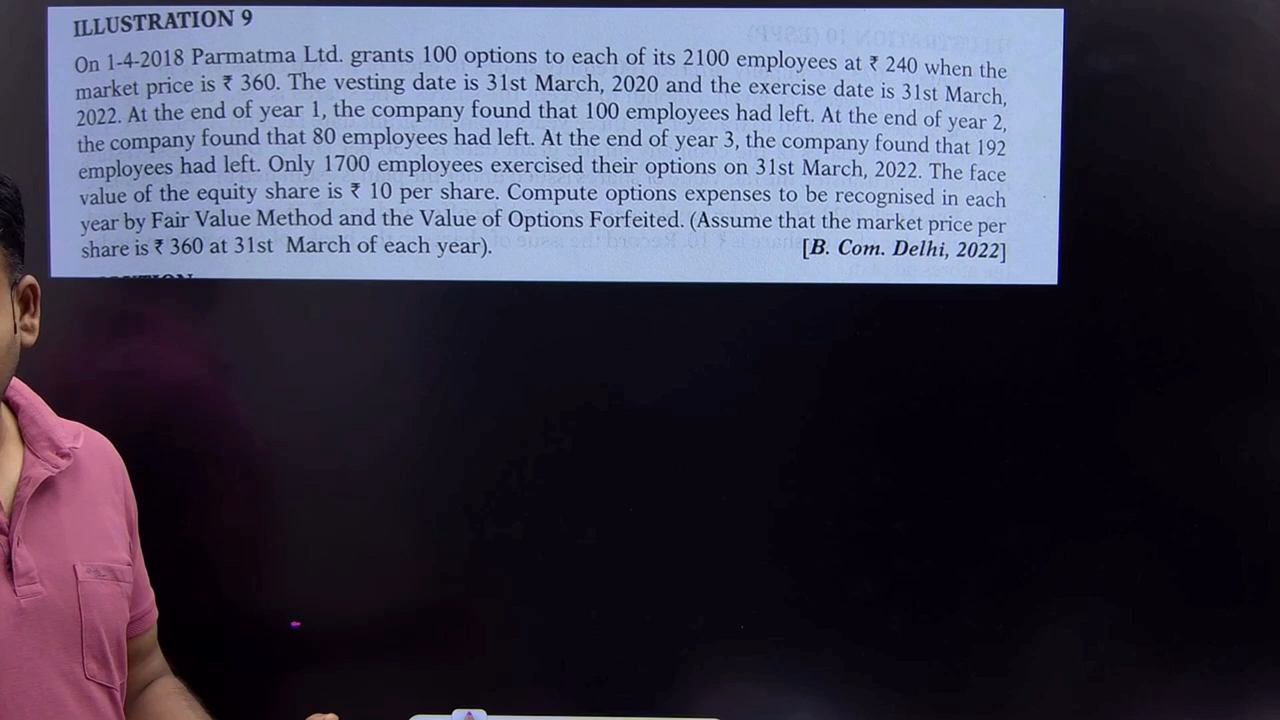 ILLUSTRATION 9
On 1-4-2018 Parmatma Ltd. grants 100 options to each of its 2100 employees at ₹ 240 when the
market price is ₹ 360. The vesting date is 31st March, 2020 and the exercise date is 31st March,
2022. At the end of year 1, the company found that 100 employees had left. At the end of year 2,
the company found that 80 employees had left. At the end of year 3, the company found that 192
employees had left. Only 1700 employees exercised their options on 31st March, 2022. The face
value of the equity share is ₹ 10 per share. Compute options expenses to be recognised in each
year by Fair Value Method and the Value of Options Forfeited. (Assume that the market price per
share is ₹ 360 at 31st March of each year). [B. Com. Delhi, 2022]